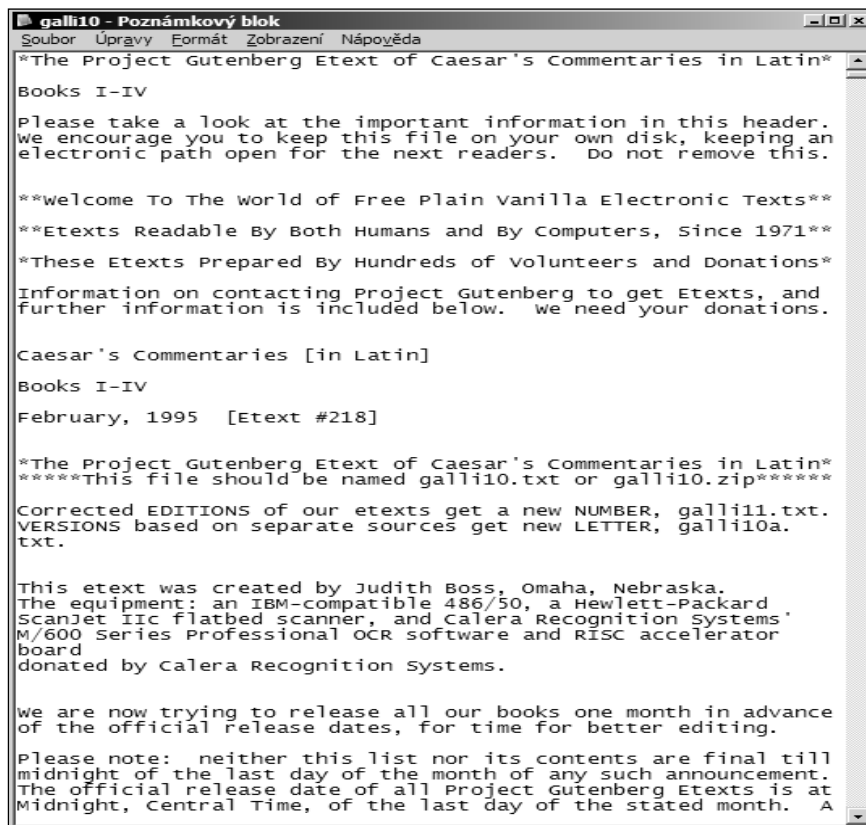 galli10 - Poznámkový blok
Soubor Úpravy Formát Zobrazení Nápověda
*The Project Gutenberg Etext of Caesar's Commentaries in Latin*
Books I-IV
Please take a look at the important information in this header.
We encourage you to keep this file on your own disk, keeping an
electronic path open for the next readers.  Do not remove this.
**Welcome To The World of Free Plain Vanilla Electronic Texts**
**Etexts Readable By Both Humans and By Computers, Since 1971**
*These Etexts Prepared By Hundreds of Volunteers and Donations*
Information on contacting Project Gutenberg to get Etexts, and
further information is included below.  We need your donations.
Caesar's Commentaries [in Latin]
Books I-IV
February, 1995  [Etext #218]
*The Project Gutenberg Etext of Caesar's Commentaries in Latin*
*****This file should be named galli10.txt or galli10.zip******
Corrected EDITIONS of our etexts get a new NUMBER, galli11.txt.
VERSIONS based on separate sources get new LETTER, galli10a.
txt.
This etext was created by Judith Boss, Omaha, Nebraska.
The equipment: an IBM-compatible 486/50, a Hewlett-Packard
ScanJet IIc flatbed scanner, and Calera Recognition Systems'
M/600 Series Professional OCR software and RISC accelerator
board
donated by Calera Recognition Systems.
We are now trying to release all our books one month in advance
of the official release dates, for time for better editing.
Please note:  neither this list nor its contents are final till
midnight of the last day of the month of any such announcement.
The official release date of all Project Gutenberg Etexts is at
Midnight, Central Time, of the last day of the stated month.  A